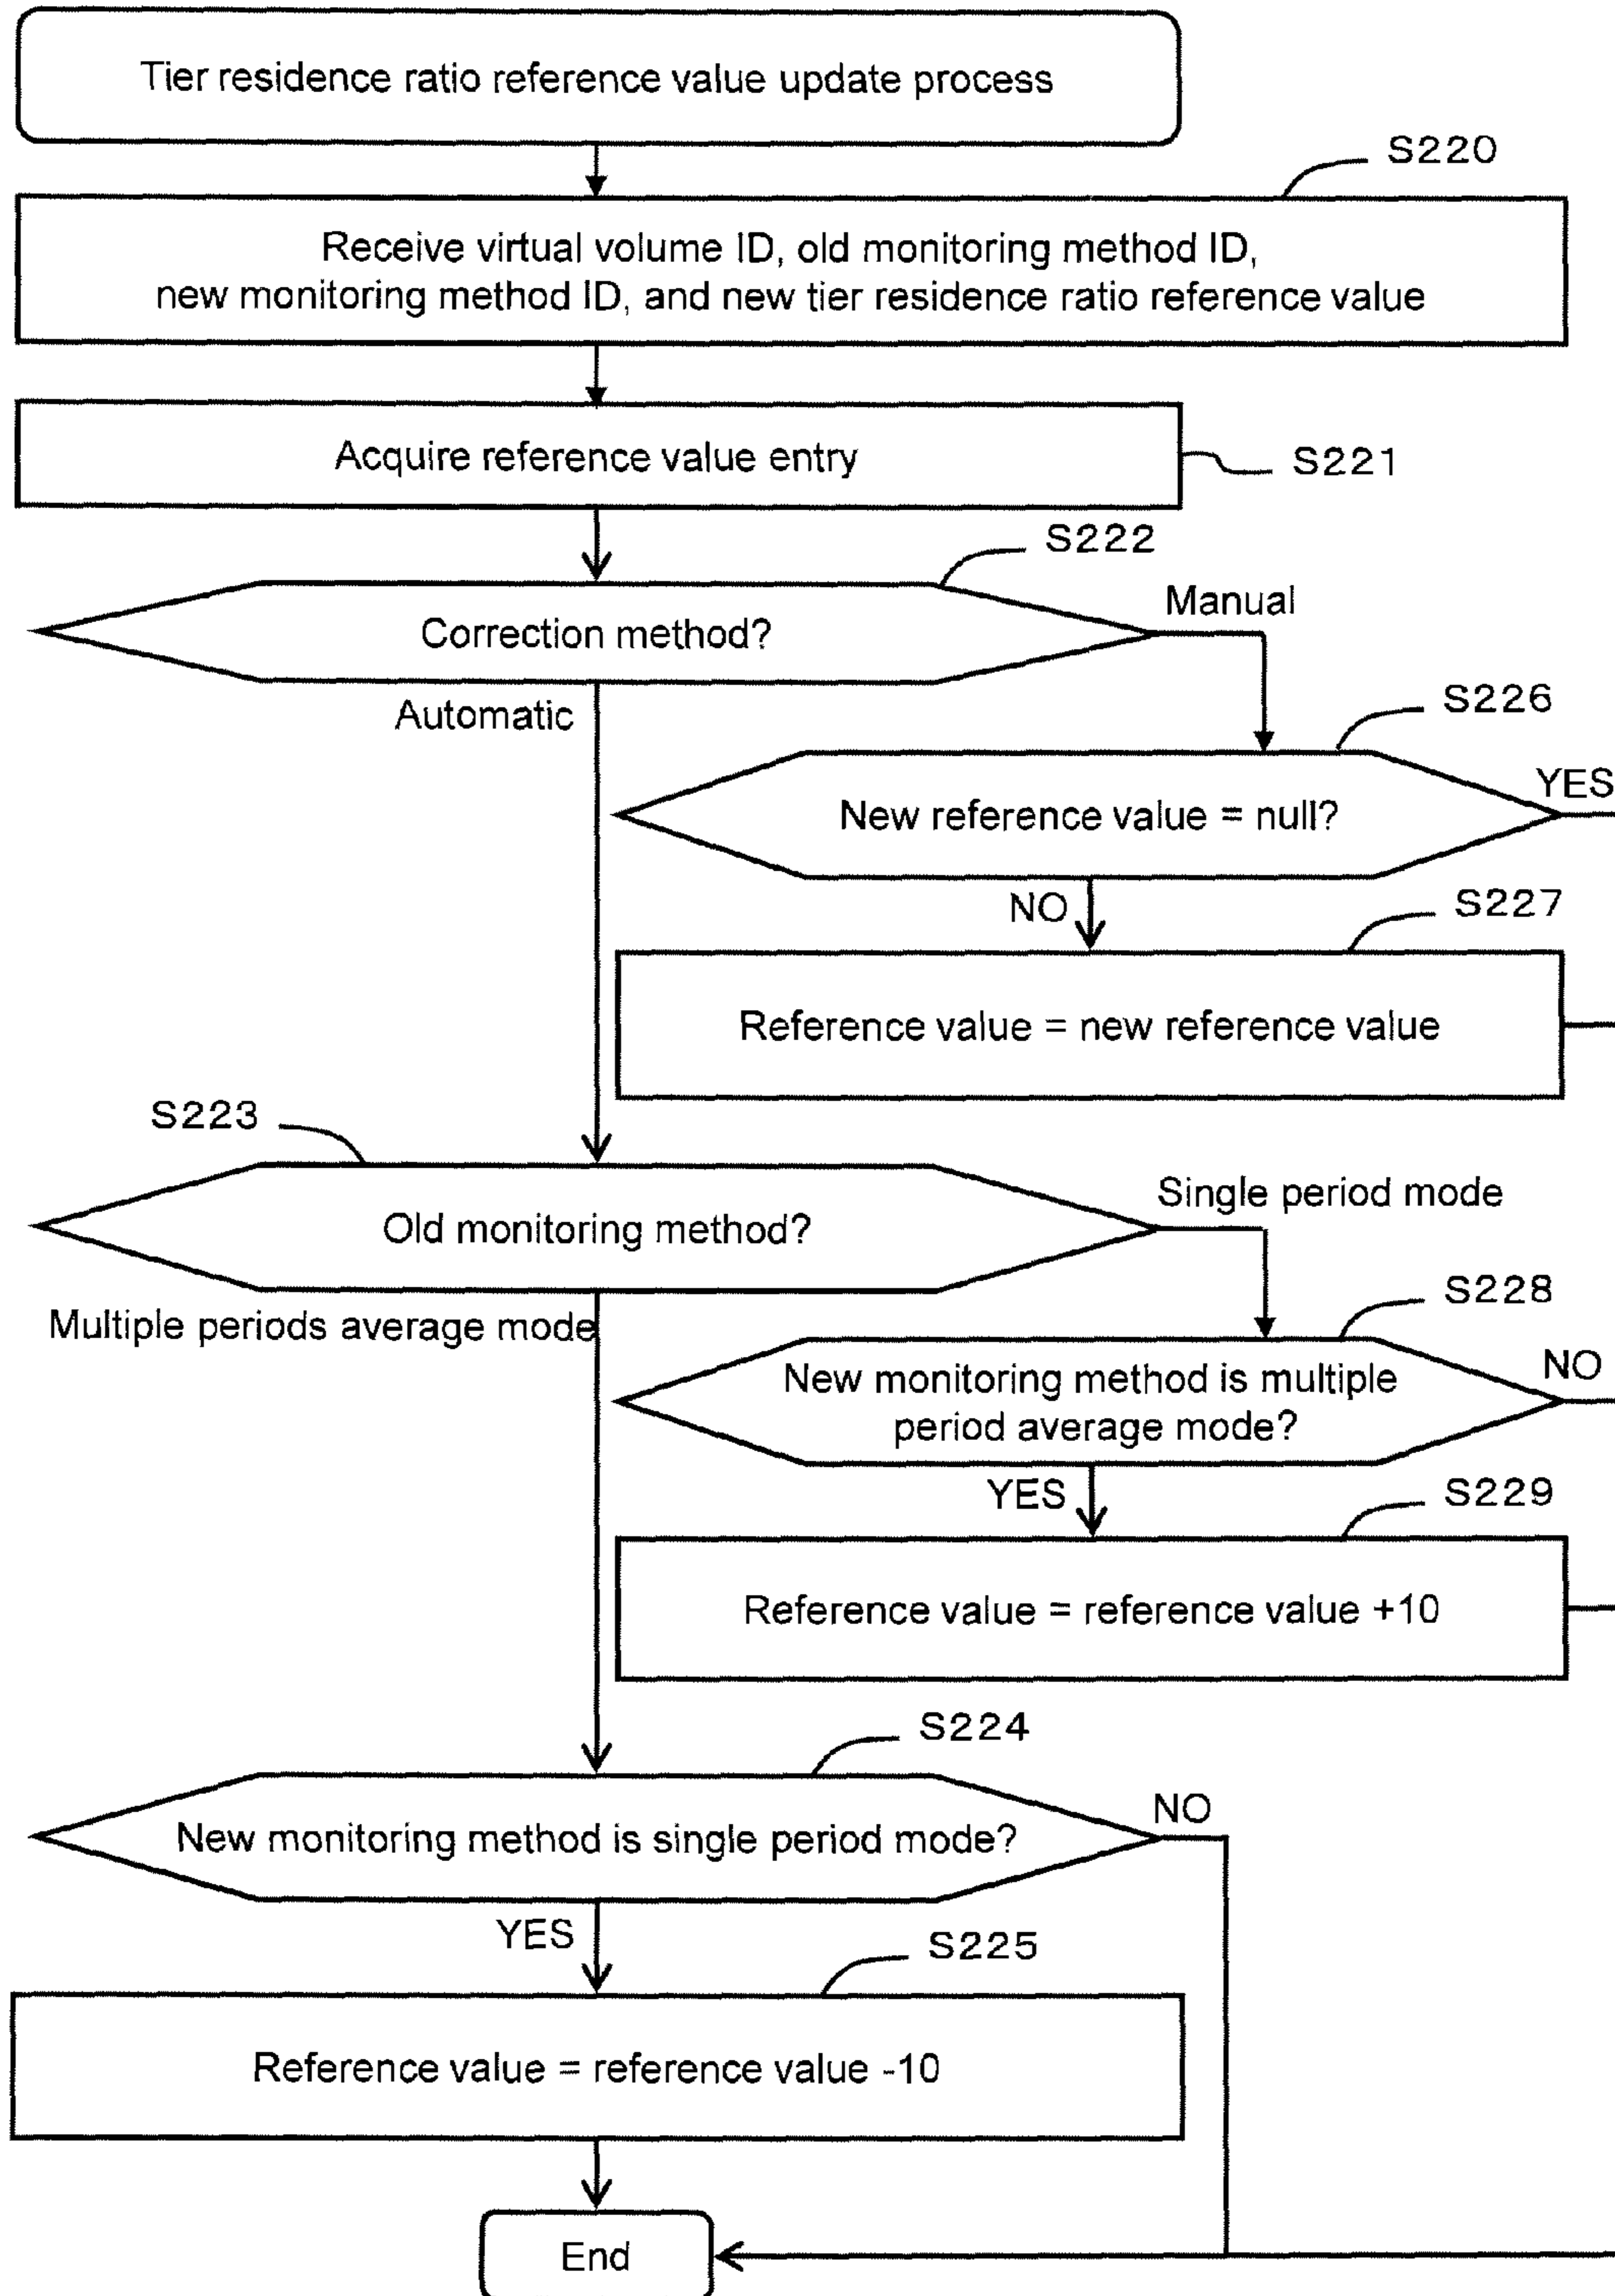 Tier residence ratio reference value update process
S220
Receive virtual volume ID, old monitoring method ID,
new monitoring method ID, and new tier residence ratio reference value
Acquire reference value entry
S221
S222
Correction method?
Manual
Automatic
S226
New reference value = null?
YES
NO
S227
Reference value = new reference value
S223
Old monitoring method?
Single period mode
Multiple periods average mode
S228
New monitoring method is multiple
period average mode?
NO
YES
S229
Reference value = reference value +10
S224
New monitoring method is single period mode?
NO
YES
S225
Reference value = reference value -10
End